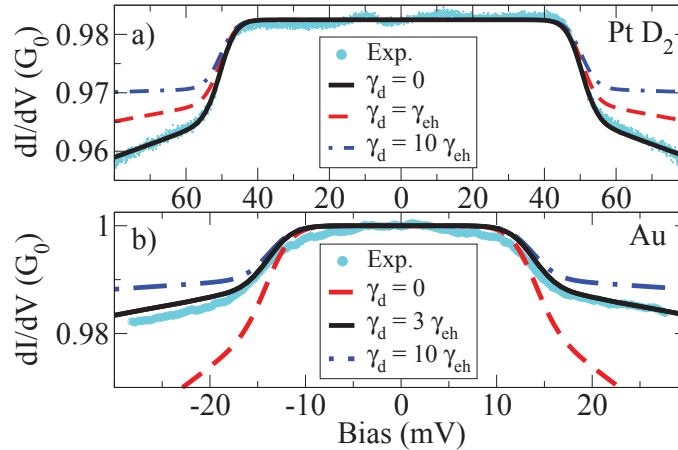 a)
Pt D2
dI/dV (G0)
0.98
0.97
0.96
Exp.
γd = 0
γd = γeh
γd = 10 γeh
60 40 20 0 20 40 60
b)
Au
dI/dV (G0)
1
0.98
Exp.
γd = 0
γd = 3 γeh
γd = 10 γeh
-20 -10 0 10 20
Bias (mV)